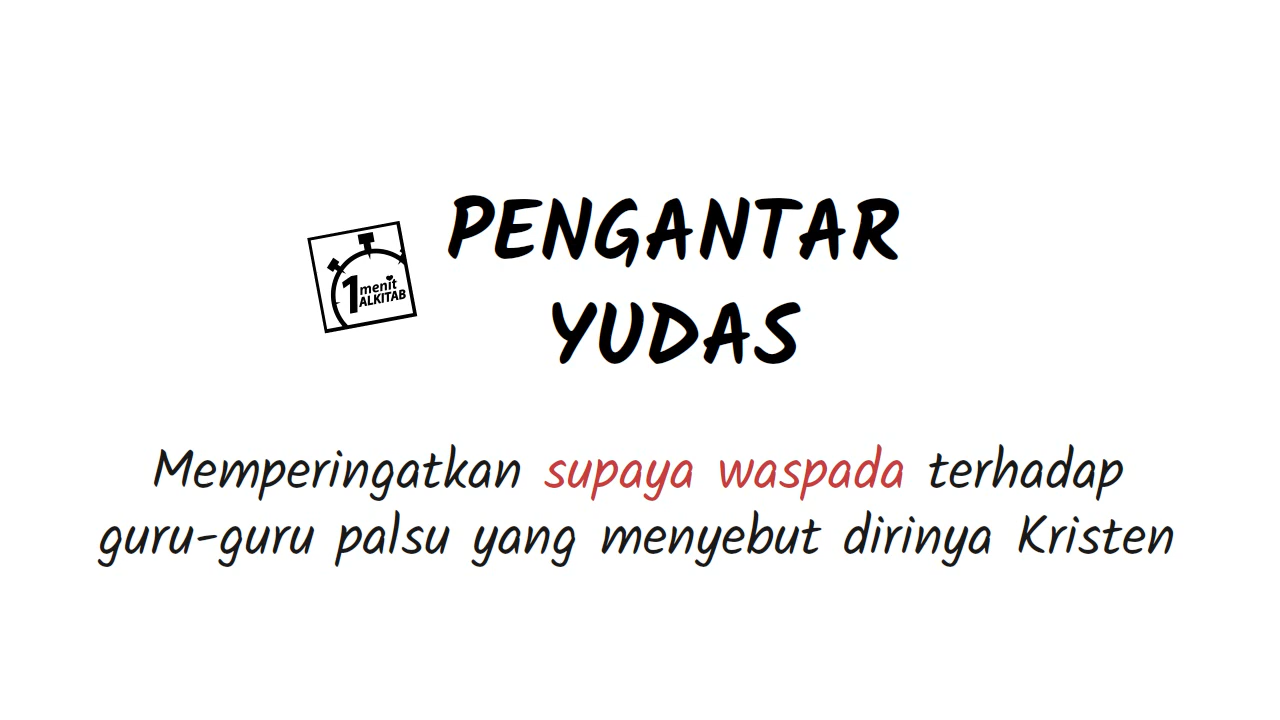 PENGANTAR
YUDAS
1 menit
ALKITAB
Memperingatkan supaya waspada terhadap
guru-guru palsu yang menyebut dirinya Kristen